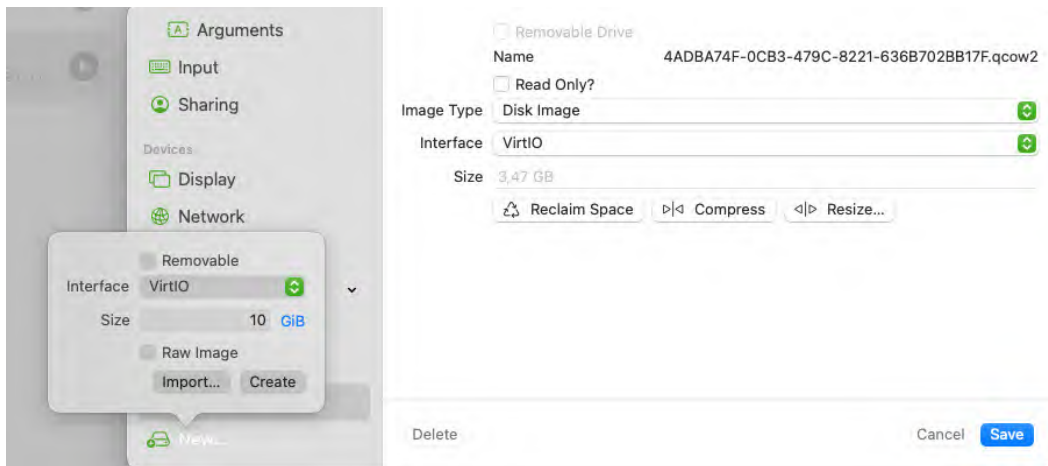 Arguments
Input
Sharing
Devices
Display
Network
Removable
Interface VirtIO
Size 10 GiB
Raw Image
Import... Create
New...
Removable Drive
Name 4ADBA74F-0CB3-479C-8221-636B702BB17F.qcow2
Read Only?
Image Type Disk Image
Interface VirtIO
Size 3,47 GB
Reclaim Space Compress Resize...
Delete Cancel Save